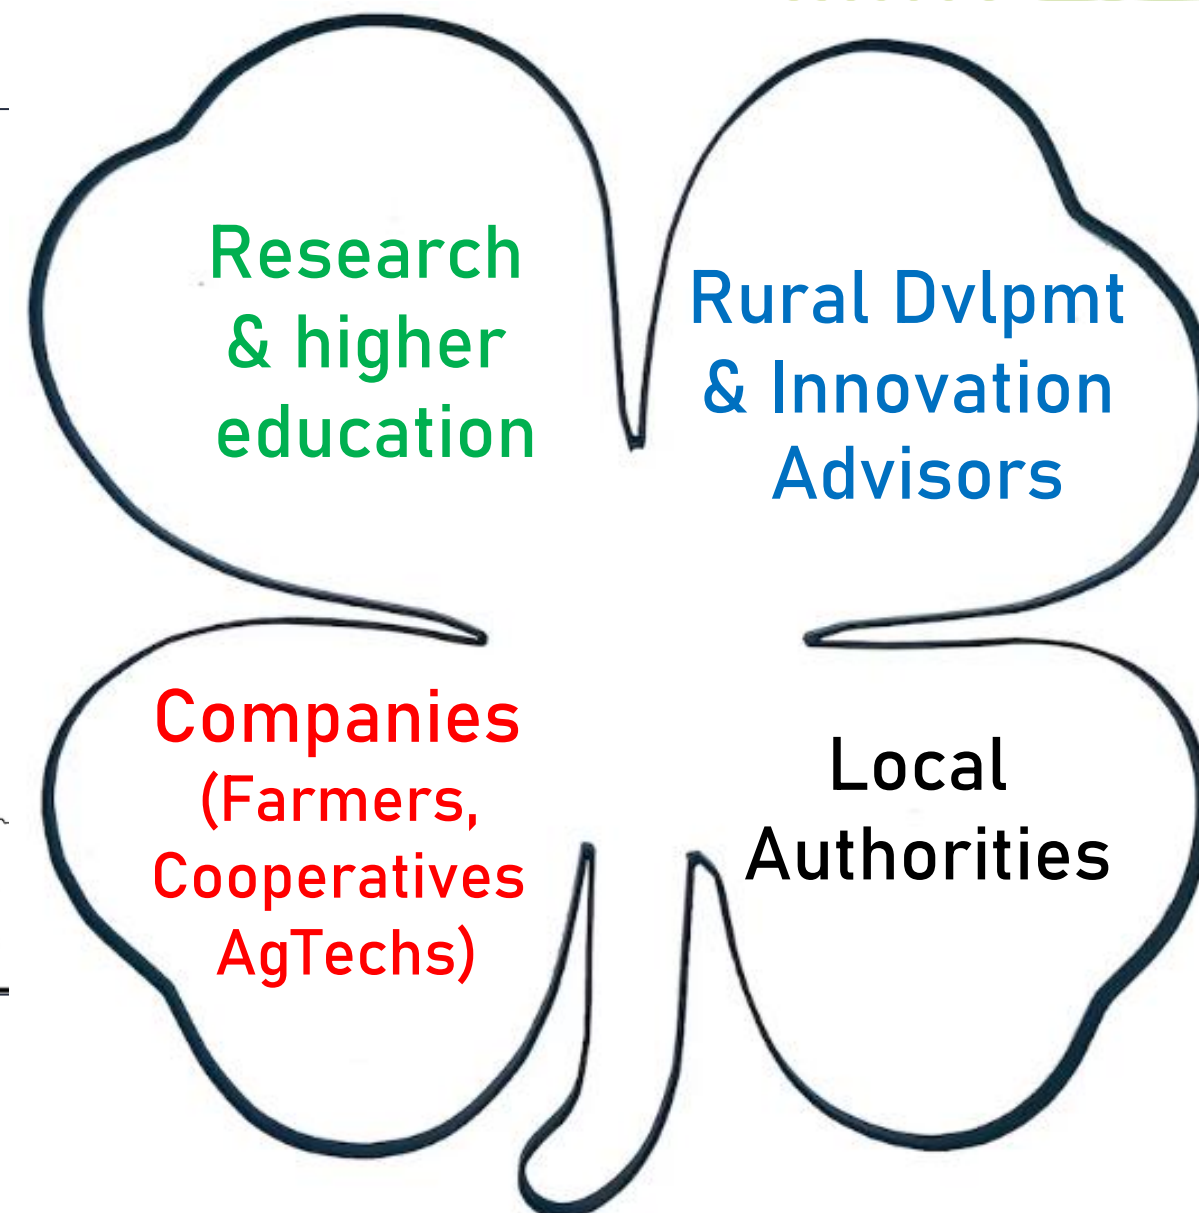 Research
& higher
education
Rural Dvlpmt
& Innovation
Advisors
Companies
(Farmers,
Cooperatives
AgTechs)
Local
Authorities